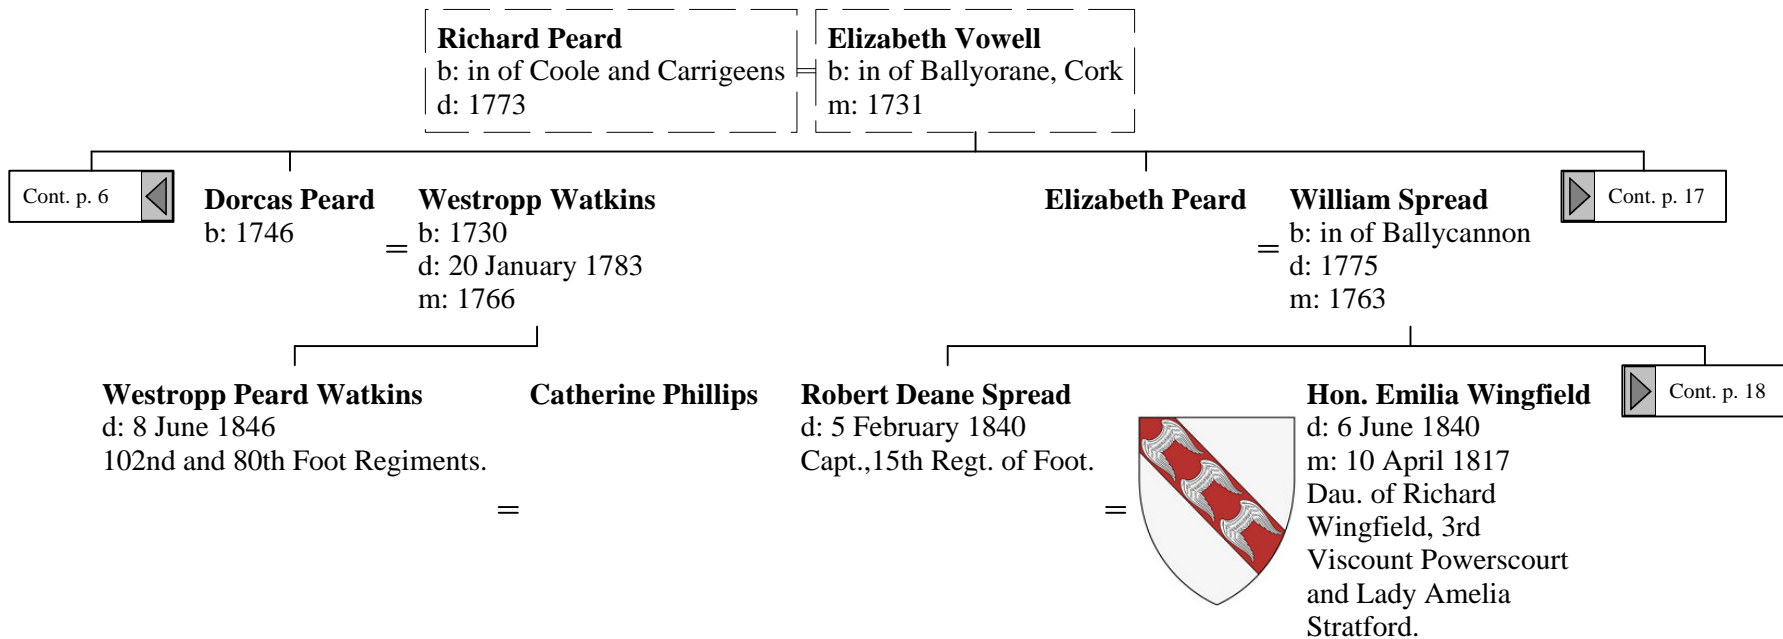 Richard Peard
b: in of Coole and Carrigeens
d: 1773
=
Elizabeth Vowell
b: in of Ballyorane, Cork
m: 1731
Cont. p. 6
Dorcas Peard
b: 1746
=
Westropp Watkins
b: 1730
d: 20 January 1783
m: 1766
Elizabeth Peard
=
William Spread
b: in of Ballycannon
d: 1775
m: 1763
Cont. p. 17
Westropp Peard Watkins
d: 8 June 1846
102nd and 80th Foot Regiments.
=
Catherine Phillips
Robert Deane Spread
d: 5 February 1840
Capt.,15th Regt. of Foot.
=
Hon. Emilia Wingfield
d: 6 June 1840
m: 10 April 1817
Dau. of Richard
Wingfield, 3rd
Viscount Powerscourt
and Lady Amelia
Stratford.
Cont. p. 18